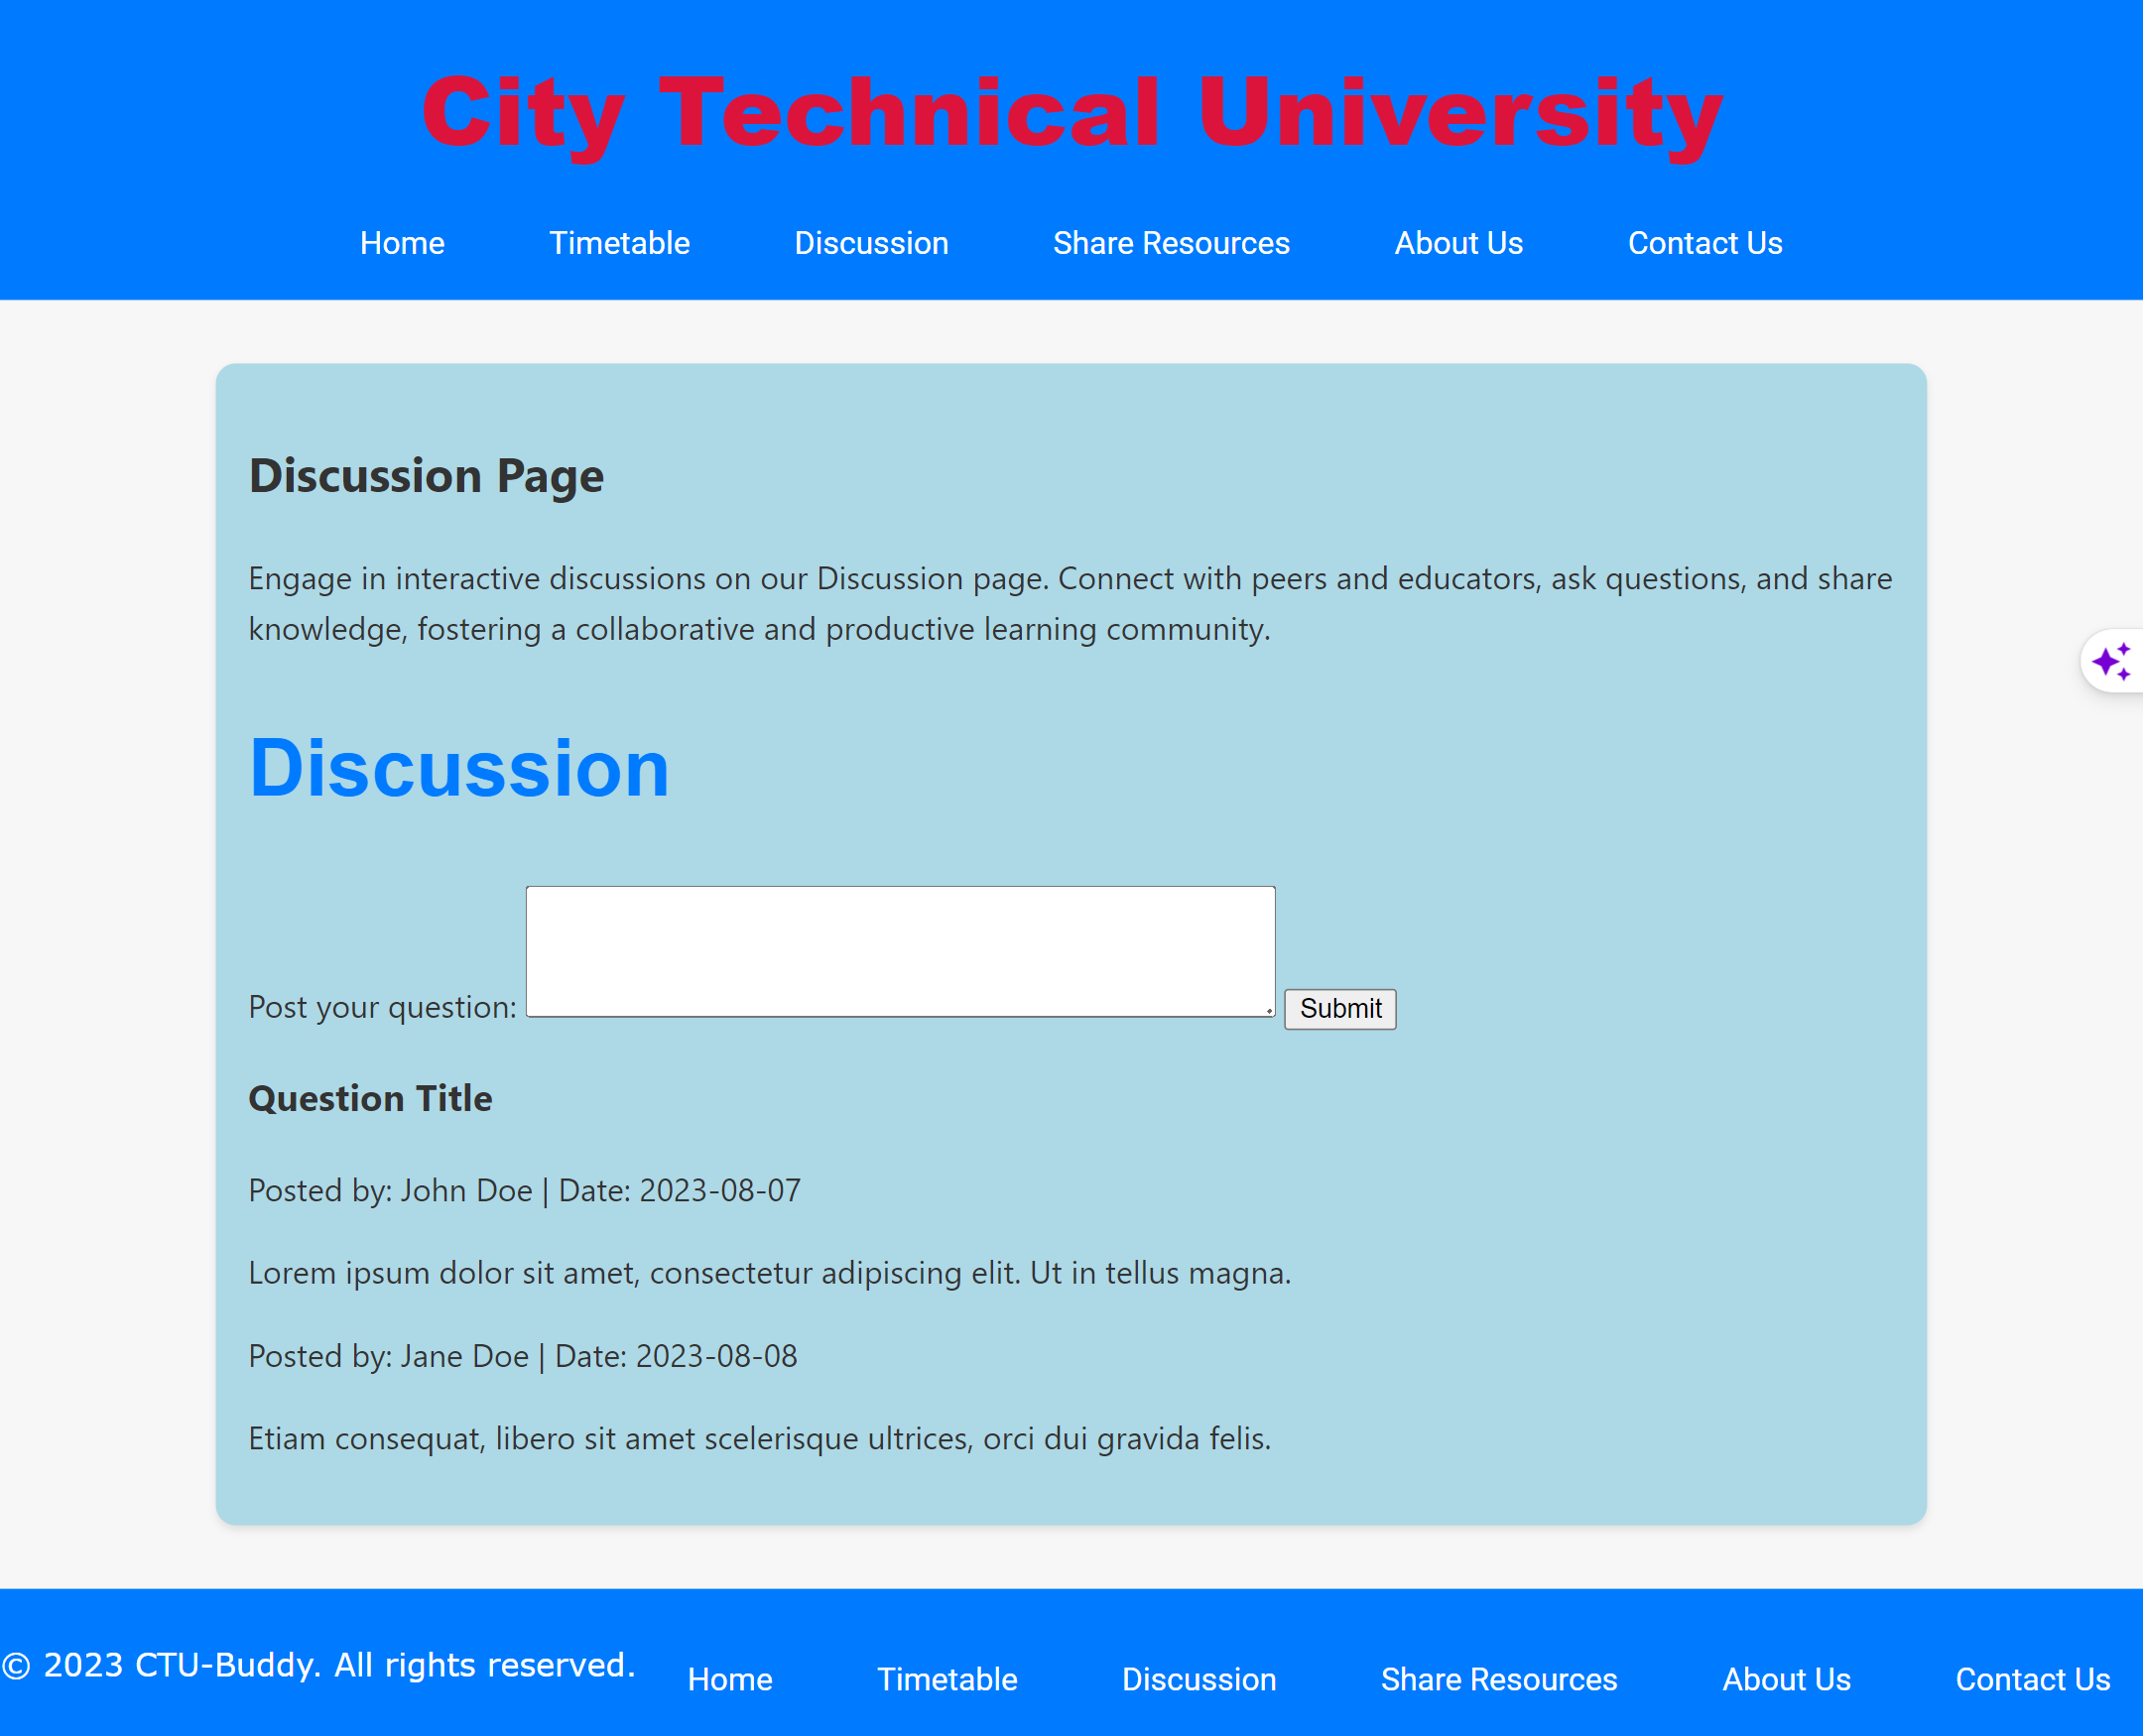 City Technical University
Home Timetable Discussion Share Resources About Us Contact Us
Discussion Page
Engage in interactive discussions on our Discussion page. Connect with peers and educators, ask questions, and share
knowledge, fostering a collaborative and productive learning community.
Discussion
Post your question: Submit
Question Title
Posted by: John Doe | Date: 2023-08-07
Lorem ipsum dolor sit amet, consectetur adipiscing elit. Ut in tellus magna.
Posted by: Jane Doe | Date: 2023-08-08
Etiam consequat, libero sit amet scelerisque ultrices, orci dui gravida felis.
© 2023 CTU-Buddy. All rights reserved. Home Timetable Discussion Share Resources About Us Contact Us